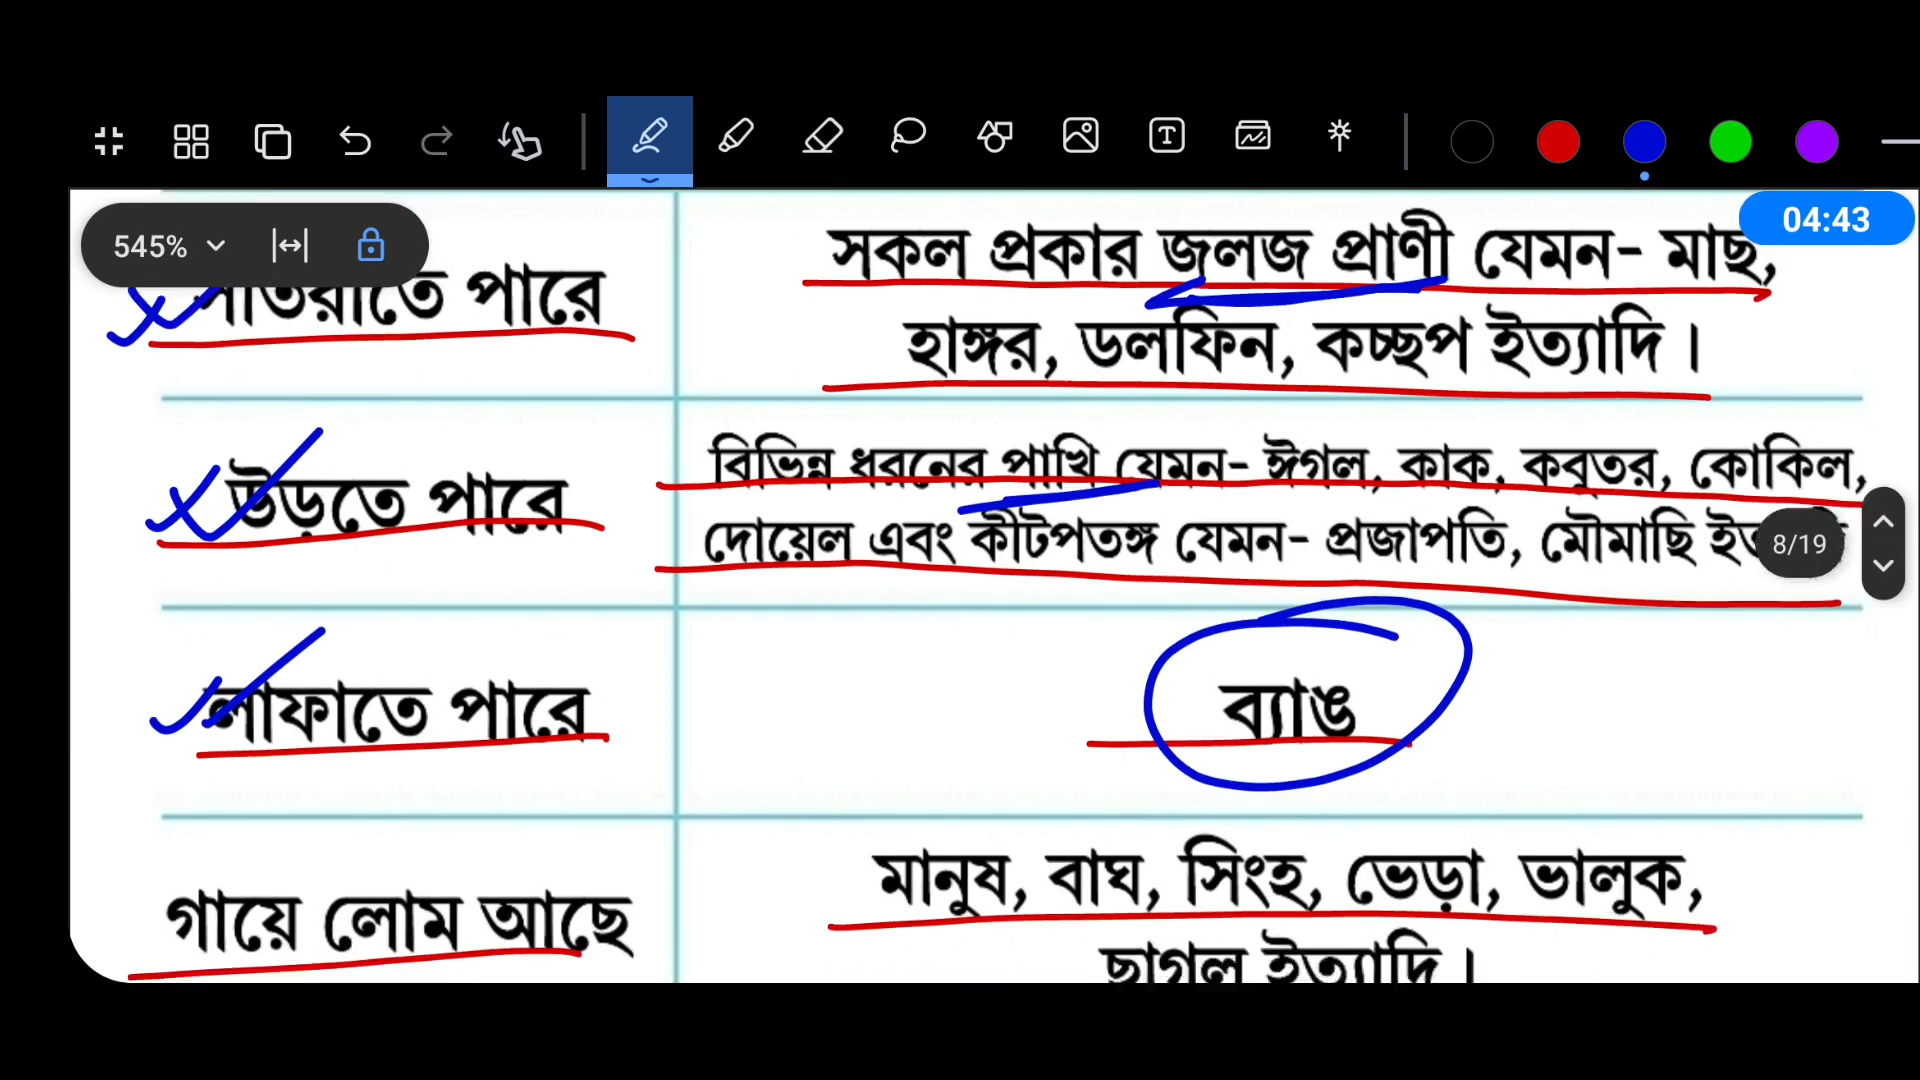 545%
04:43
সাঁতরাতে পারে
সকল প্রকার জলজ প্রাণী যেমন- মাছ,
হাঙ্গর, ডলফিন, কচ্ছপ ইত্যাদি।
উড়তে পারে
বিভিন্ন ধরনের পাখি যেমন- ঈগল, কাক, কবুতর, কোকিল,
দোয়েল এবং কীটপতঙ্গ যেমন- প্রজাপতি, মৌমাছি
8/19
লাফাতে পারে
ব্যাঙ
গায়ে লোম আছে
মানুষ, বাঘ, সিংহ, ভেড়া, ভালুক,
ছাগল ইত্যাদি।